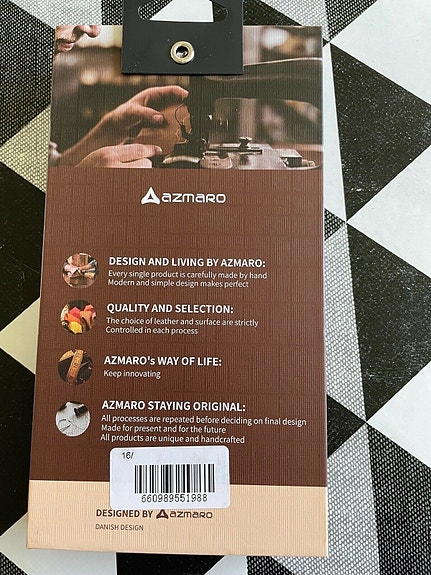 azmaro
DESIGN AND LIVING BY AZMARO:
Every single product is carefully made by hand
Modern and simple design makes perfect
QUALITY AND SELECTION:
The choice of leather and surface are strictly
Controlled in each process
AZMARO's WAY OF LIFE:
Keep innovating
AZMARO STAYING ORIGINAL:
All processes are repeated before deciding on final design
Made for present and for the future
All products are unique and handcrafted
16/
660989551988
DESIGNED BY azmaro
DANISH DESIGN